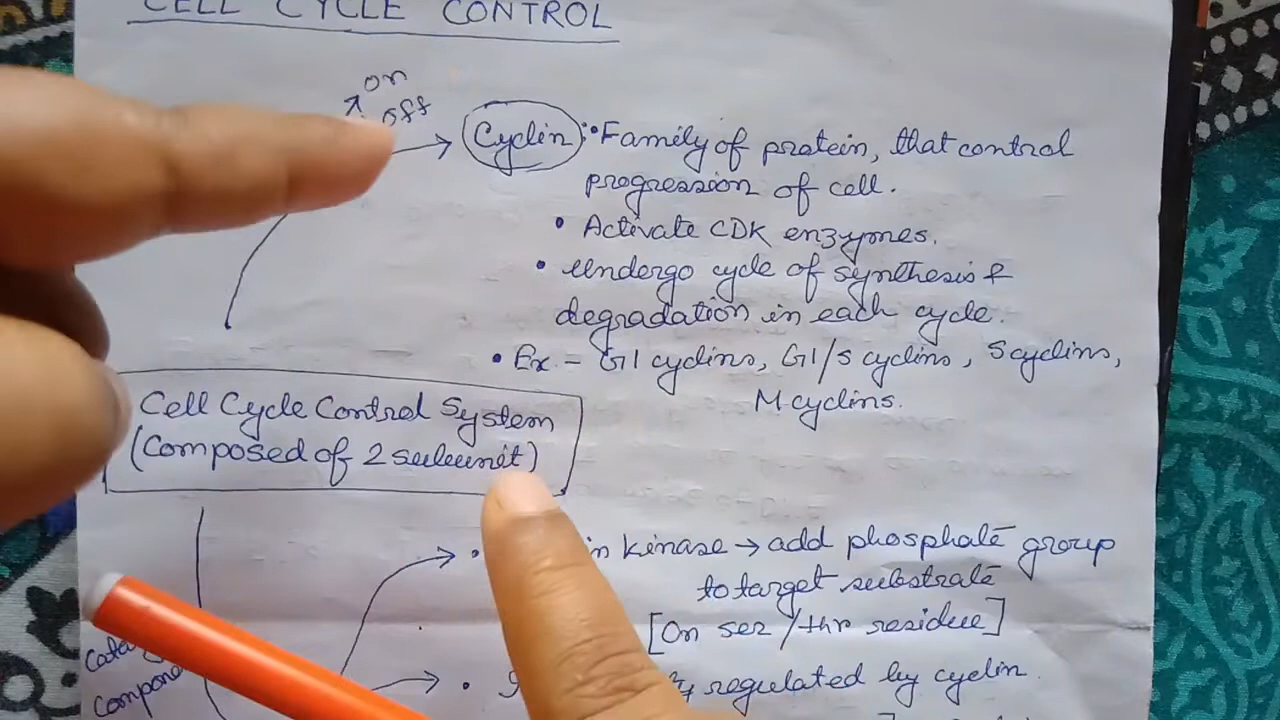 CELL CYCLE CONTROL
on
off
Cyclin : • Family of protein, that control
progression of cell.
• Activate CDK enzymes.
• undergo cycle of synthesis &
degradation in each cycle.
• Ex - G1 cyclins, G1/S cyclins, S cyclins,
M cyclins.
Cell Cycle Control System
(Composed of 2 subunit)
• kinase → add phosphate group
to target substrate
[On ser/thr residue]
• regulated by cyclin.